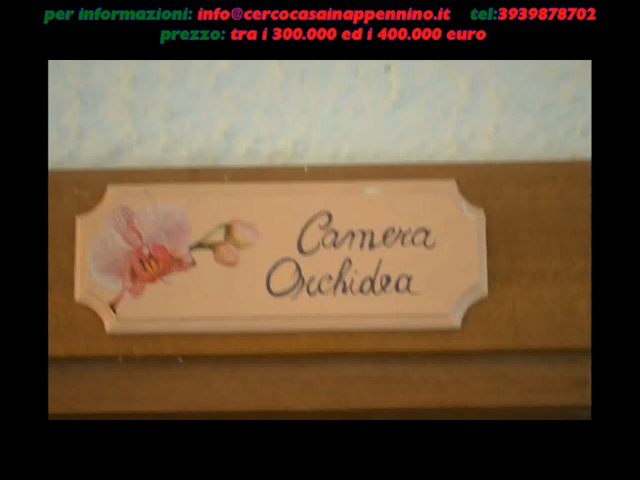 per informazioni: info@cercocasainappennino.it tel:3939878702
prezzo: tra i 300.000 ed i 400.000 euro
Camera
Orchidea